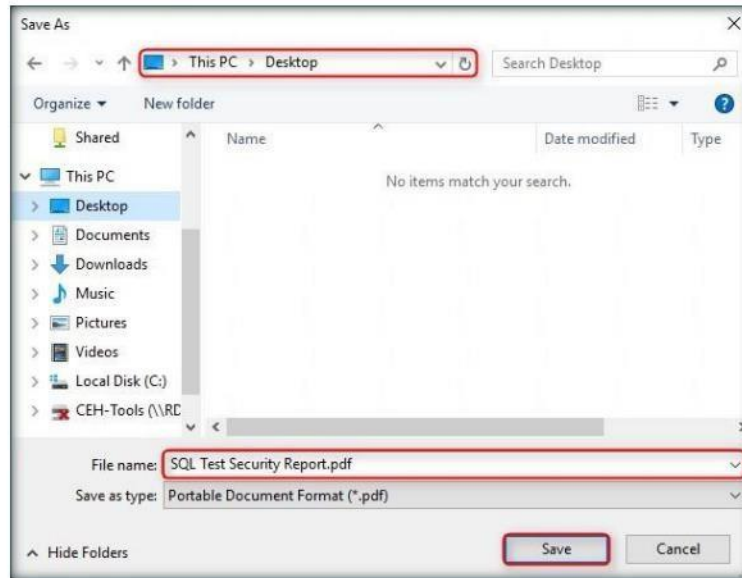 Save As
This PC > Desktop
Search Desktop
Organize
New folder
Shared
Name
Date modified
Type
This PC
No items match your search.
Desktop
Documents
Downloads
Music
Pictures
Videos
Local Disk (C:)
CEH-Tools (\\RD
File name: SQL Test Security Report.pdf
Save as type: Portable Document Format (*.pdf)
Hide Folders
Save
Cancel